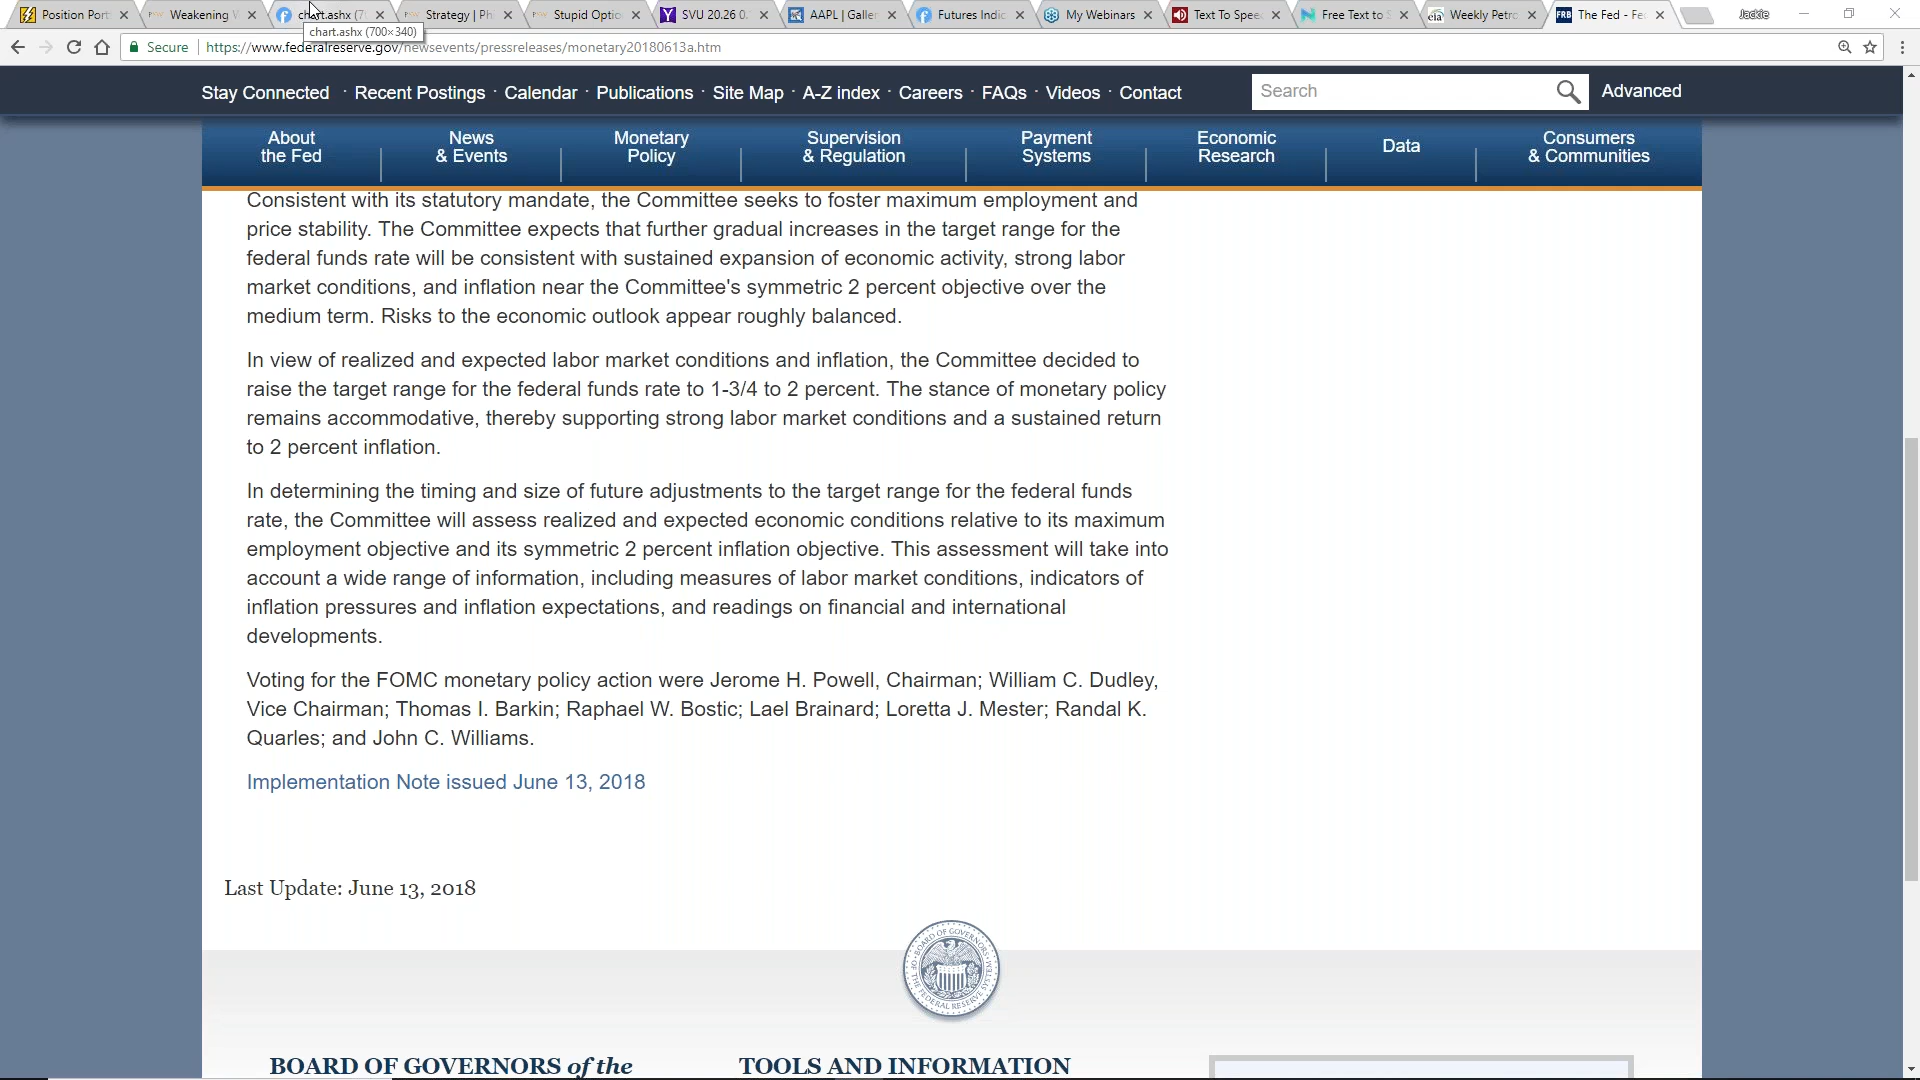 Position Port
Weakening
chart.ashx (7
Strategy | Ph
Stupid Optio
SVU 20.26 0.
AAPL | Galler
Futures Indic
My Webinars
Text To Spee
Free Text to S
Weekly Petro
The Fed - Fe
Jackie
chart.ashx (700×340)
Secure https://www.federalreserve.gov/newsevents/pressreleases/monetary20180613a.htm
Stay Connected · Recent Postings · Calendar · Publications · Site Map · A-Z index · Careers · FAQs · Videos · Contact
Search
Advanced
About
the Fed
News
& Events
Monetary
Policy
Supervision
& Regulation
Payment
Systems
Economic
Research
Data
Consumers
& Communities
Consistent with its statutory mandate, the Committee seeks to foster maximum employment and
price stability. The Committee expects that further gradual increases in the target range for the
federal funds rate will be consistent with sustained expansion of economic activity, strong labor
market conditions, and inflation near the Committee's symmetric 2 percent objective over the
medium term. Risks to the economic outlook appear roughly balanced.
In view of realized and expected labor market conditions and inflation, the Committee decided to
raise the target range for the federal funds rate to 1-3/4 to 2 percent. The stance of monetary policy
remains accommodative, thereby supporting strong labor market conditions and a sustained return
to 2 percent inflation.
In determining the timing and size of future adjustments to the target range for the federal funds
rate, the Committee will assess realized and expected economic conditions relative to its maximum
employment objective and its symmetric 2 percent inflation objective. This assessment will take into
account a wide range of information, including measures of labor market conditions, indicators of
inflation pressures and inflation expectations, and readings on financial and international
developments.
Voting for the FOMC monetary policy action were Jerome H. Powell, Chairman; William C. Dudley,
Vice Chairman; Thomas I. Barkin; Raphael W. Bostic; Lael Brainard; Loretta J. Mester; Randal K.
Quarles; and John C. Williams.
Implementation Note issued June 13, 2018
Last Update: June 13, 2018
BOARD OF GOVERNORS
OF THE FEDERAL RESERVE SYSTEM
BOARD OF GOVERNORS of the
TOOLS AND INFORMATION